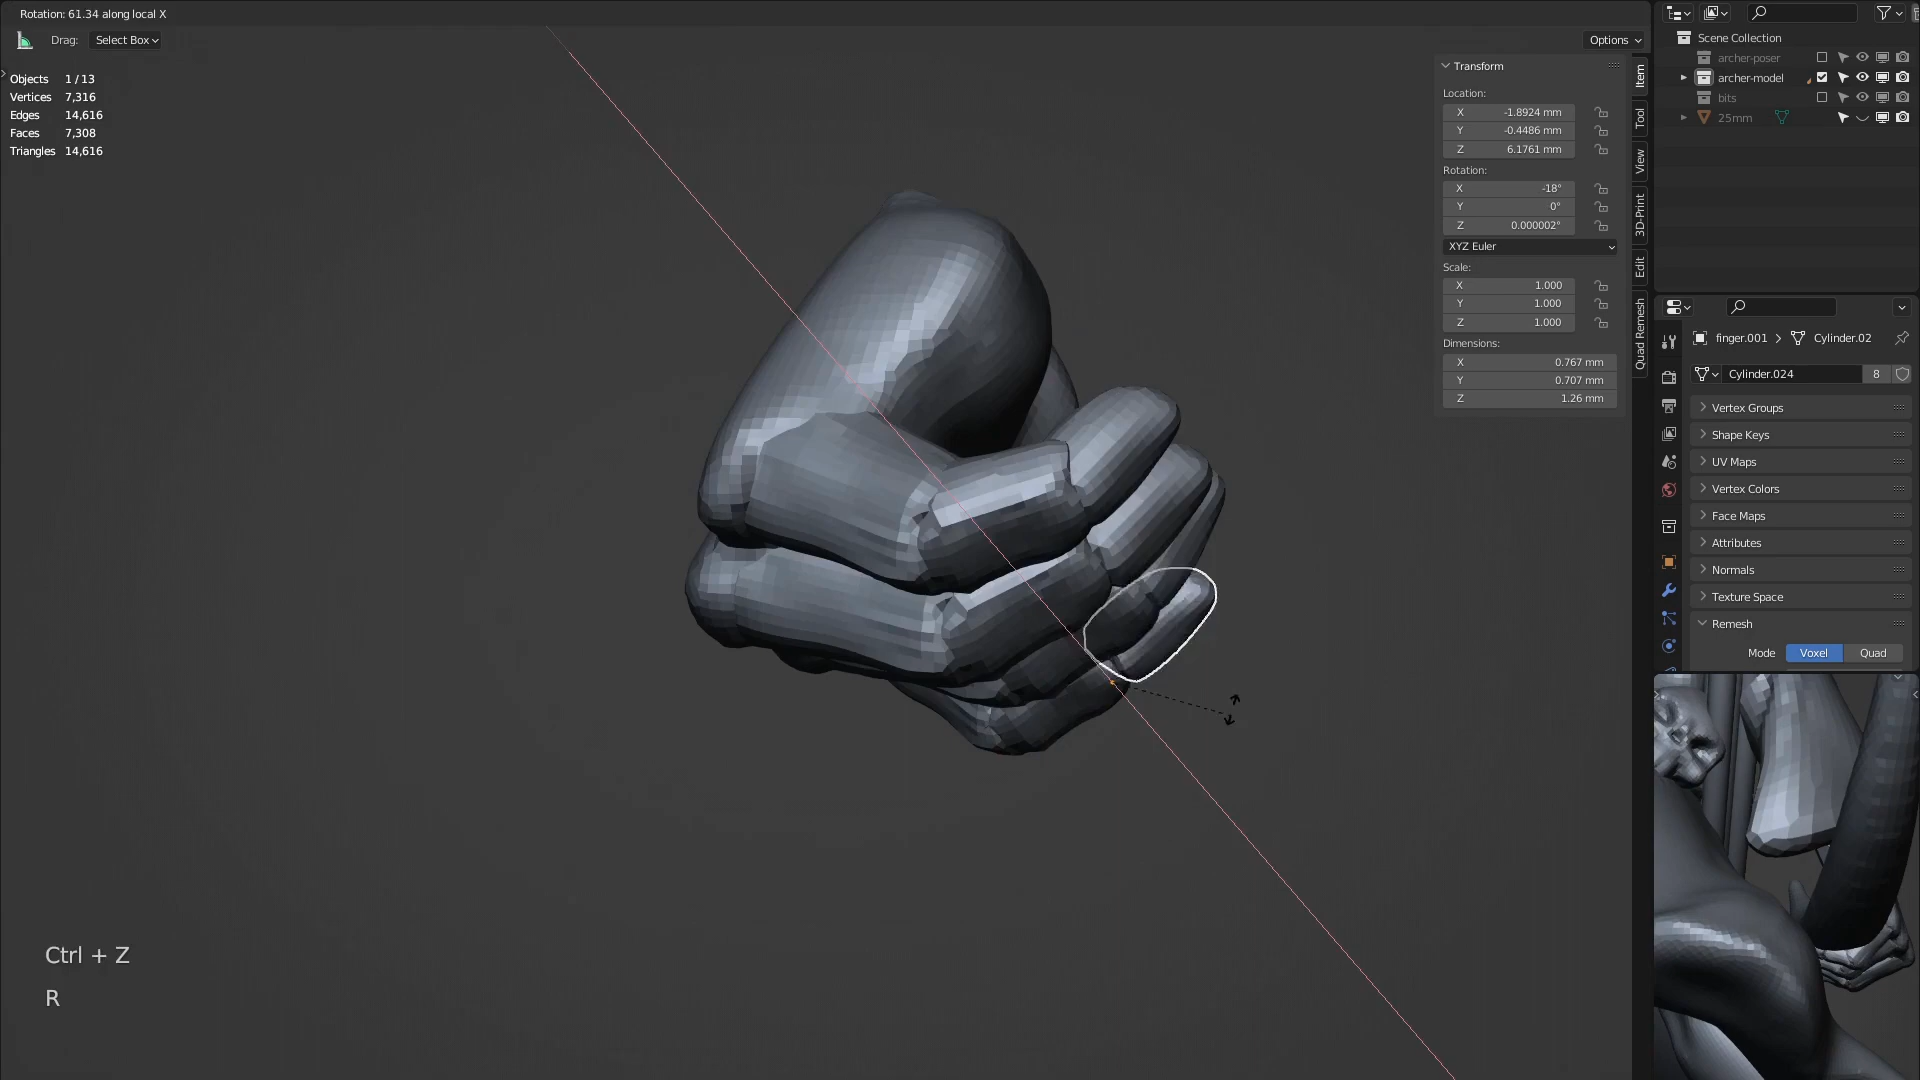 Rotation: 61.34 along local X
Drag: Select Box
Options
Objects 1 / 13
Vertices 7,316
Edges 14,616
Faces 7,308
Triangles 14,616
Transform
Location:
X -1.8924 mm
Y -0.4486 mm
Z 6.1761 mm
Rotation:
X -18°
Y 0°
Z 0.000002°
XYZ Euler
Scale:
X 1.000
Y 1.000
Z 1.000
Dimensions:
X 0.767 mm
Y 0.707 mm
Z 1.26 mm
Item
Tool
View
3D-Print
Edit
Quad Remesh
Scene Collection
archer-poser
archer-model
bits
25mm
finger.001 Cylinder.02
Cylinder.024 8
Vertex Groups
Shape Keys
UV Maps
Vertex Colors
Face Maps
Attributes
Normals
Texture Space
Remesh
Mode Voxel Quad
Ctrl + Z
R